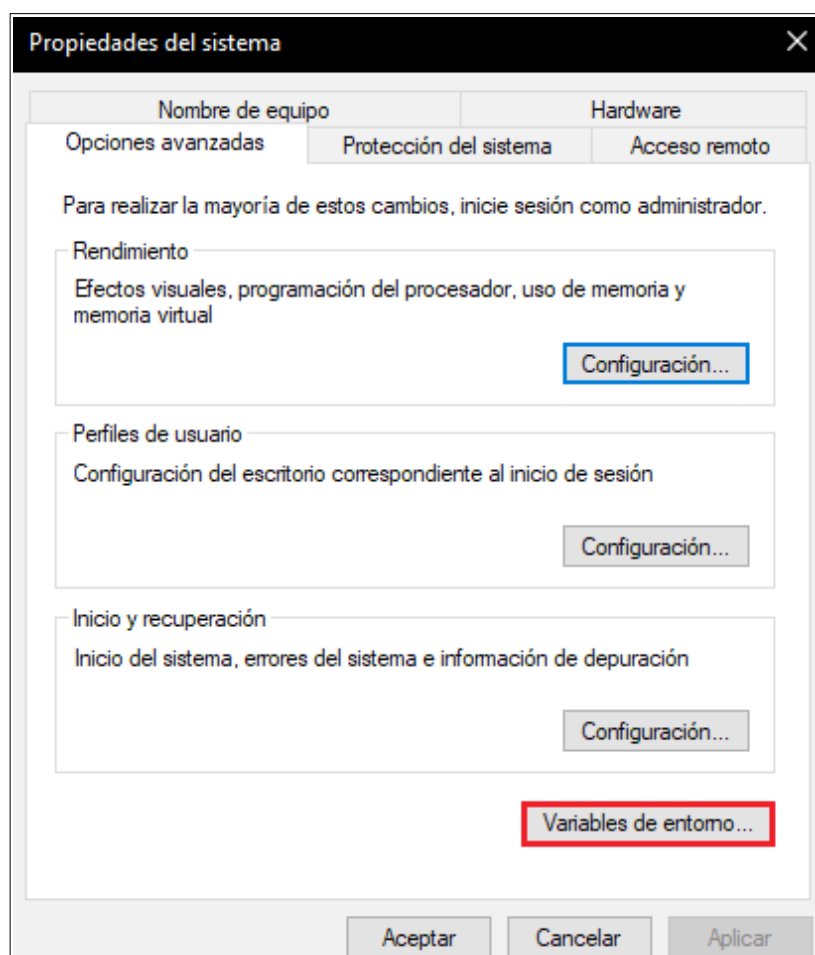 Propiedades del sistema
Nombre de equipo
Hardware
Opciones avanzadas
Protección del sistema
Acceso remoto
Para realizar la mayoría de estos cambios, inicie sesión como administrador.
Rendimiento
Efectos visuales, programación del procesador, uso de memoria y
memoria virtual
Configuración...
Perfiles de usuario
Configuración del escritorio correspondiente al inicio de sesión
Configuración...
Inicio y recuperación
Inicio del sistema, errores del sistema e información de depuración
Configuración...
Variables de entorno...
Aceptar
Cancelar
Aplicar